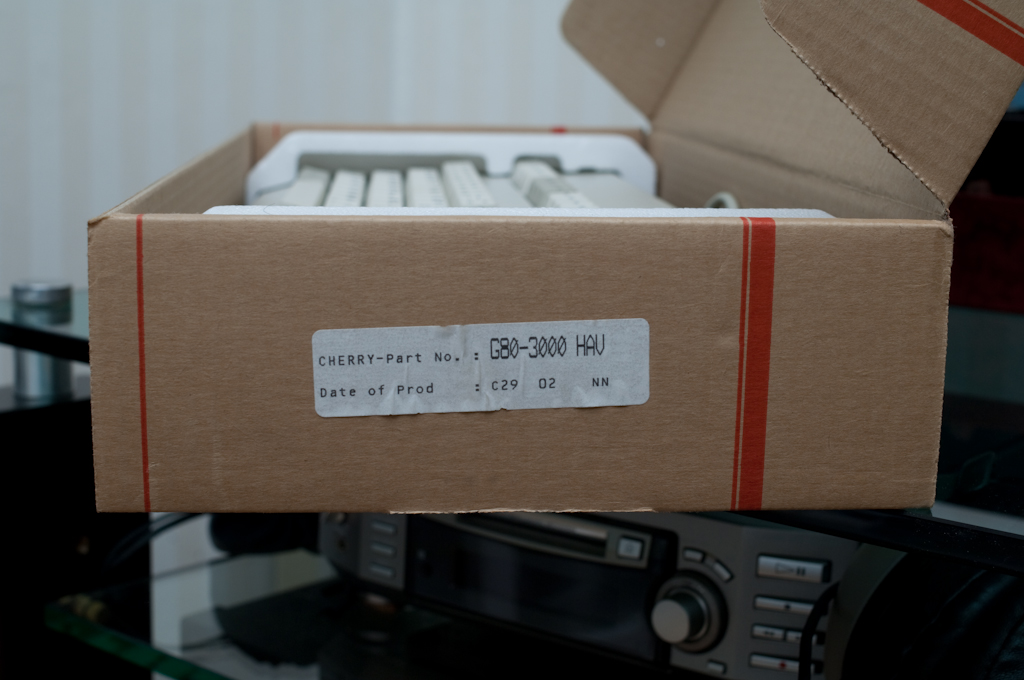 CHERRY-Part No. : G80-3000 HAV
Date of Prod : C29 02 NN